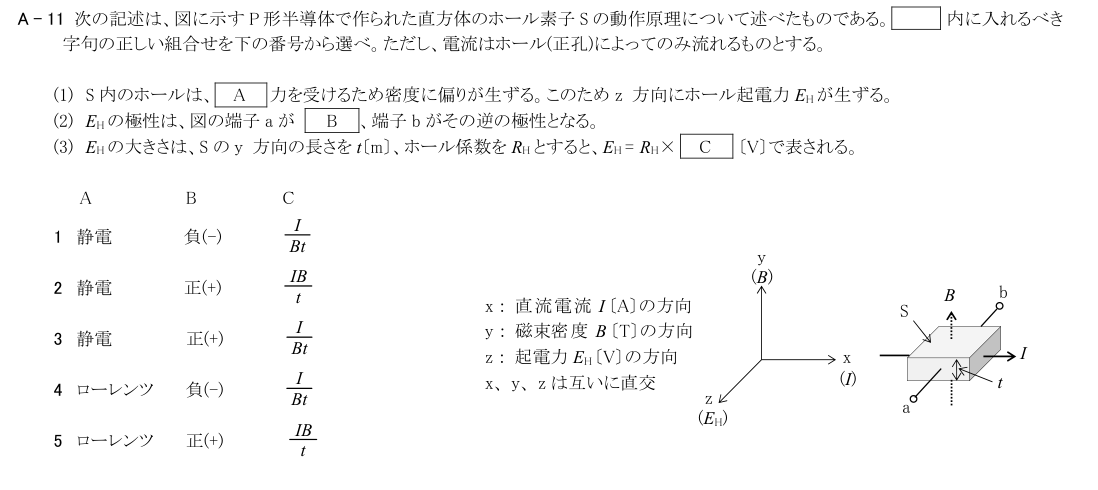 A－11 次の記述は、図に示すＰ形半導体で作られた直方体のホール素子Ｓの動作原理について述べたものである。 内に入れるべき
字句の正しい組合せを下の番号から選べ。ただし、電流はホール(正孔)によってのみ流れるものとする。
(1) S 内のホールは、 A 力を受けるため密度に偏りが生ずる。このため z 方向にホール起電力 EHが生ずる。
(2) EHの極性は、図の端子 a が B 、端子 b がその逆の極性となる。
(3) EHの大きさは、S の y 方向の長さを t〔m〕、ホール係数を RHとすると、EH= RH× C 〔V〕で表される。
A B C
1 静電 負(-) I/Bt
2 静電 正(+) IB/t
3 静電 正(+) I/Bt
4 ローレンツ 負(-) I/Bt
5 ローレンツ 正(+) IB/t
x： 直流電流 I〔A〕の方向
y： 磁束密度 B〔T〕の方向
z： 起電力 EH〔V〕の方向
x、y、z は互いに直交
y
(B)
x
(I)
z
(EH)
S
B
b
I
t
a